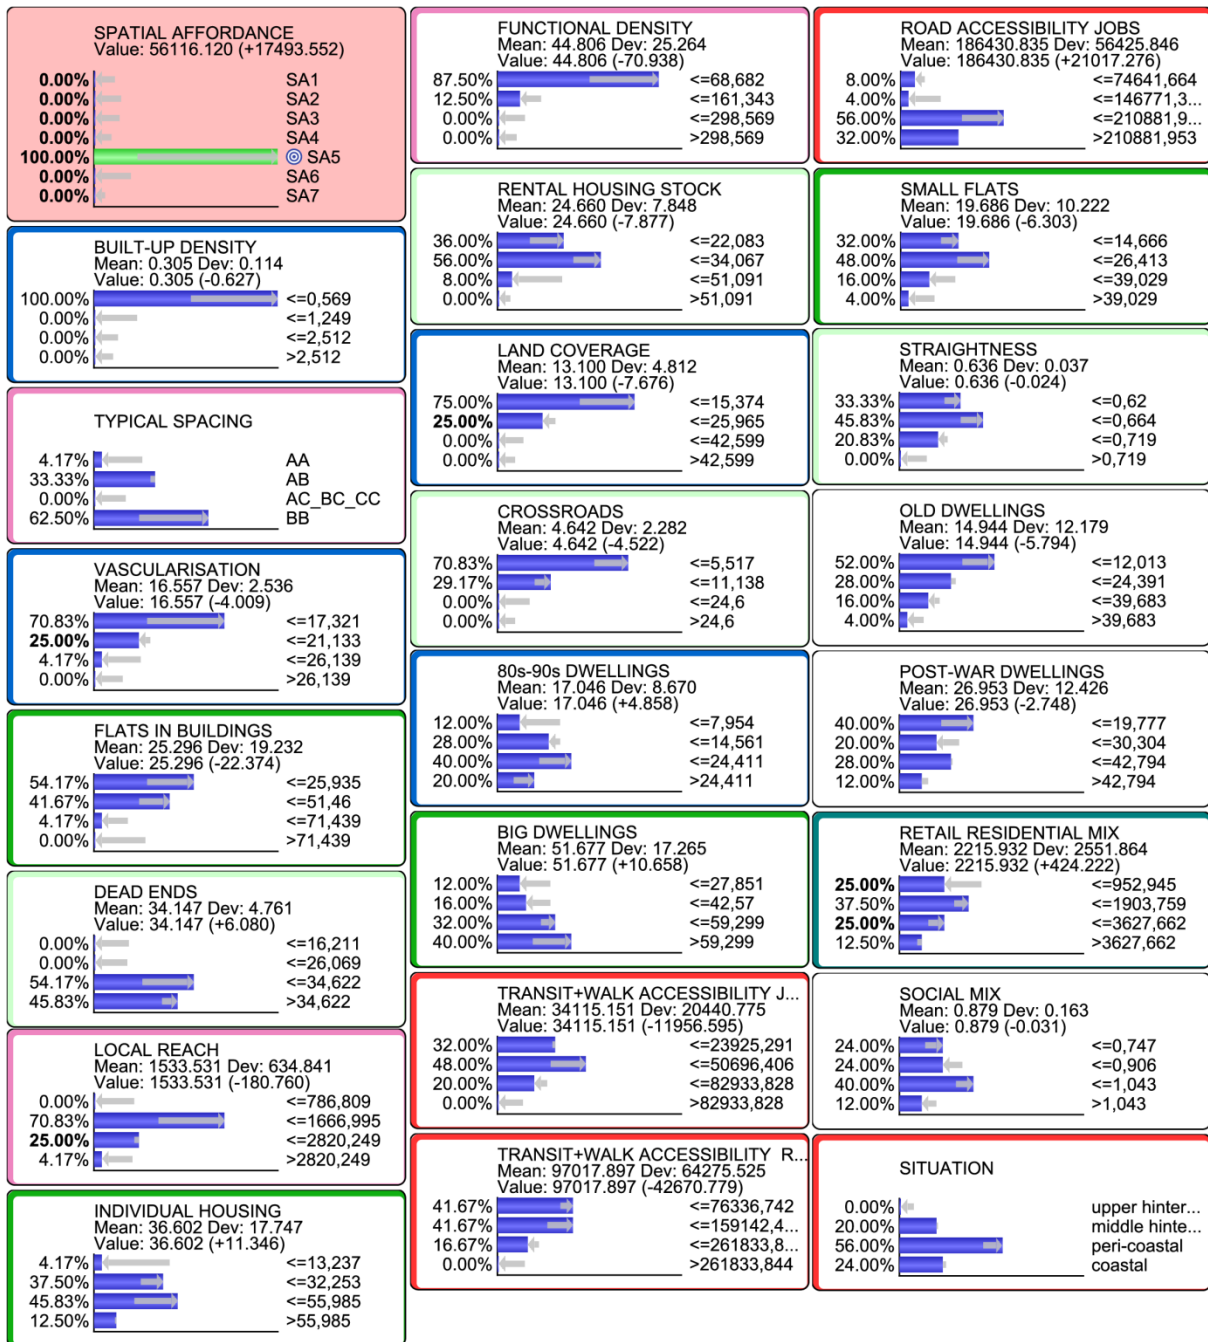 SPATIAL AFFORDANCE
Value: 56116.120 (+17493.552)
0.00% SA1
0.00% SA2
0.00% SA3
0.00% SA4
100.00% SA5
0.00% SA6
0.00% SA7
BUILT-UP DENSITY
Mean: 0.305 Dev: 0.114
Value: 0.305 (-0.627)
100.00% <=0,569
0.00% <=1,249
0.00% <=2,512
0.00% >2,512
TYPICAL SPACING
4.17% AA
33.33% AB
0.00% AC_BC_CC
62.50% BB
VASCULARISATION
Mean: 16.557 Dev: 2.536
Value: 16.557 (-4.009)
70.83% <=17,321
25.00% <=21,133
4.17% <=26,139
0.00% >26,139
FLATS IN BUILDINGS
Mean: 25.296 Dev: 19.232
Value: 25.296 (-22.374)
54.17% <=25,935
41.67% <=51,46
4.17% <=71,439
0.00% >71,439
DEAD ENDS
Mean: 34.147 Dev: 4.761
Value: 34.147 (+6.080)
0.00% <=16,211
0.00% <=26,069
54.17% <=34,622
45.83% >34,622
LOCAL REACH
Mean: 1533.531 Dev: 634.841
Value: 1533.531 (-180.760)
0.00% <=786,809
70.83% <=1666,995
25.00% <=2820,249
4.17% >2820,249
INDIVIDUAL HOUSING
Mean: 36.602 Dev: 17.747
Value: 36.602 (+11.346)
4.17% <=13,237
37.50% <=32,253
45.83% <=55,985
12.50% >55,985
FUNCTIONAL DENSITY
Mean: 44.806 Dev: 25.264
Value: 44.806 (-70.938)
87.50% <=68,682
12.50% <=161,343
0.00% <=298,569
0.00% >298,569
RENTAL HOUSING STOCK
Mean: 24.660 Dev: 7.848
Value: 24.660 (-7.877)
36.00% <=22,083
56.00% <=34,067
8.00% <=51,091
0.00% >51,091
LAND COVERAGE
Mean: 13.100 Dev: 4.812
Value: 13.100 (-7.676)
75.00% <=15,374
25.00% <=25,965
0.00% <=42,599
0.00% >42,599
CROSSROADS
Mean: 4.642 Dev: 2.282
Value: 4.642 (-4.522)
70.83% <=5,517
29.17% <=11,138
0.00% <=24,6
0.00% >24,6
80s-90s DWELLINGS
Mean: 17.046 Dev: 8.670
Value: 17.046 (+4.858)
12.00% <=7,954
28.00% <=14,561
40.00% <=24,411
20.00% >24,411
BIG DWELLINGS
Mean: 51.677 Dev: 17.265
Value: 51.677 (+10.658)
12.00% <=27,851
16.00% <=42,57
32.00% <=59,299
40.00% >59,299
TRANSIT+WALK ACCESSIBILITY J...
Mean: 34115.151 Dev: 20440.775
Value: 34115.151 (-11956.595)
32.00% <=23925,291
48.00% <=50696,406
20.00% <=82933,828
0.00% >82933,828
TRANSIT+WALK ACCESSIBILITY R...
Mean: 97017.897 Dev: 64275.525
Value: 97017.897 (-42670.779)
41.67% <=76336,742
41.67% <=159142,4...
16.67% <=261833,8...
0.00% >261833,844
ROAD ACCESSIBILITY JOBS
Mean: 186430.835 Dev: 56425.846
Value: 186430.835 (+21017.276)
8.00% <=74641,664
4.00% <=146771,3...
56.00% <=210881,9...
32.00% >210881,953
SMALL FLATS
Mean: 19.686 Dev: 10.222
Value: 19.686 (-6.303)
32.00% <=14,666
48.00% <=26,413
16.00% <=39,029
4.00% >39,029
STRAIGHTNESS
Mean: 0.636 Dev: 0.037
Value: 0.636 (-0.024)
33.33% <=0,62
45.83% <=0,664
20.83% <=0,719
0.00% >0,719
OLD DWELLINGS
Mean: 14.944 Dev: 12.179
Value: 14.944 (-5.794)
52.00% <=12,013
28.00% <=24,391
16.00% <=39,683
4.00% >39,683
POST-WAR DWELLINGS
Mean: 26.953 Dev: 12.426
Value: 26.953 (-2.748)
40.00% <=19,777
20.00% <=30,304
28.00% <=42,794
12.00% >42,794
RETAIL RESIDENTIAL MIX
Mean: 2215.932 Dev: 2551.864
Value: 2215.932 (+424.222)
25.00% <=952,945
37.50% <=1903,759
25.00% <=3627,662
12.50% >3627,662
SOCIAL MIX
Mean: 0.879 Dev: 0.163
Value: 0.879 (-0.031)
24.00% <=0,747
24.00% <=0,906
40.00% <=1,043
12.00% >1,043
SITUATION
0.00% upper hinter...
20.00% middle hinte...
56.00% peri-coastal
24.00% coastal